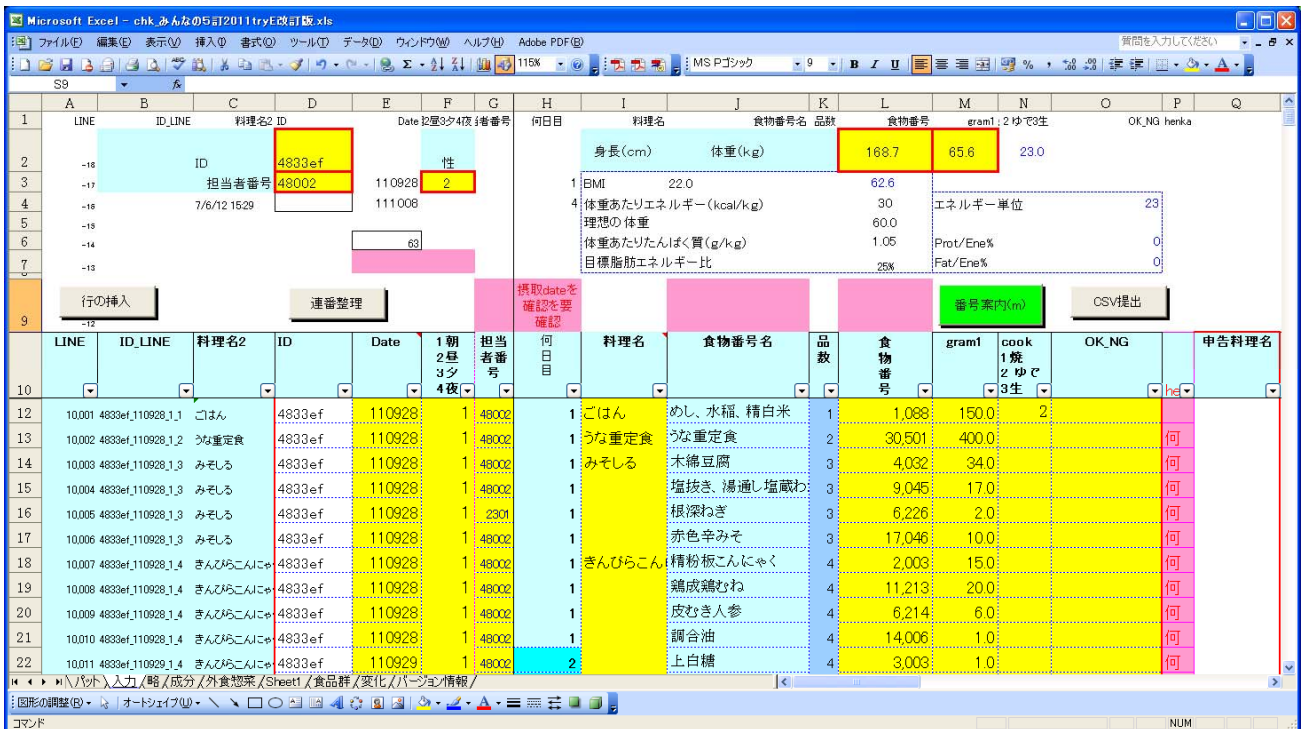 Microsoft Excel - chk_みんなの5訂2011tryE改訂版.xls
ファイル(F) 編集(E) 表示(V) 挿入(I) 書式(O) ツール(T) データ(D) ウィンドウ(W) ヘルプ(H) Adobe PDF(B) 質問を入力してください
115% MS Pゴシック 9 B I U
S9 fx
A B C D E F G H I J K L M N O P Q
1 LINE ID_LINE 料理名2 ID Date 2昼3夕4夜 者番号 何日目 料理名 食物番号名 品数 食物番号 gram1 2ゆで3生 OK_NG henka
2 -18 ID 4833ef 性 身長(cm) 体重(kg) 168.7 65.6 23.0
3 -17 担当者番号 48002 110928 2 1 BMI 22.0 62.6
4 -16 7/6/12 15:29 111008 4 体重あたりエネルギー(kcal/kg) 30 エネルギー単位 23
5 -15 理想の体重 60.0
6 -14 63 体重あたりたんぱく質(g/kg) 1.05 Prot/Ene% 0
7 -13 目標脂肪エネルギー比 25% Fat/Ene% 0
9 -12 行の挿入 連番整理 摂取dateを確認を要確認 番号案内(m) CSV提出
10 LINE ID_LINE 料理名2 ID Date 1朝2昼3夕4夜 担当者番号 何日目 料理名 食物番号名 品数 食物番号 gram1 cook 1焼 2ゆで 3生 OK_NG he 申告料理名
12 10,001 4833ef_110928_1_1 ごはん 4833ef 110928 1 48002 1 ごはん めし、水稲、精白米 1 1,088 150.0 2
13 10,002 4833ef_110928_1_2 うな重定食 4833ef 110928 1 48002 1 うな重定食 うな重定食 2 30,501 400.0 何
14 10,003 4833ef_110928_1_3 みそしる 4833ef 110928 1 48002 1 みそしる 木綿豆腐 3 4,032 34.0 何
15 10,004 4833ef_110928_1_3 みそしる 4833ef 110928 1 48002 1 塩抜き、湯通し塩蔵わ 3 9,045 17.0 何
16 10,005 4833ef_110928_1_3 みそしる 4833ef 110928 1 2301 1 根深ねぎ 3 6,226 2.0 何
17 10,006 4833ef_110928_1_3 みそしる 4833ef 110928 1 48002 1 赤色辛みそ 3 17,046 10.0 何
18 10,007 4833ef_110928_1_4 きんぴらこんにゃ 4833ef 110928 1 48002 1 きんぴらこん 精粉板こんにゃく 4 2,003 15.0 何
19 10,008 4833ef_110928_1_4 きんぴらこんにゃ 4833ef 110928 1 48002 1 鶏成鶏むね 4 11,213 20.0 何
20 10,009 4833ef_110928_1_4 きんぴらこんにゃ 4833ef 110928 1 48002 1 皮むき人参 4 6,214 6.0 何
21 10,010 4833ef_110928_1_4 きんぴらこんにゃ 4833ef 110928 1 48002 1 調合油 4 14,006 1.0 何
22 10,011 4833ef_110929_1_4 きんぴらこんにゃ 4833ef 110929 1 48002 2 上白糖 4 3,003 1.0 何
パット 入力 略 成分 外食惣菜 Sheet1 食品群 変化 バージョン情報
図形の調整(R) オートシェイプ(U)
コマンド NUM